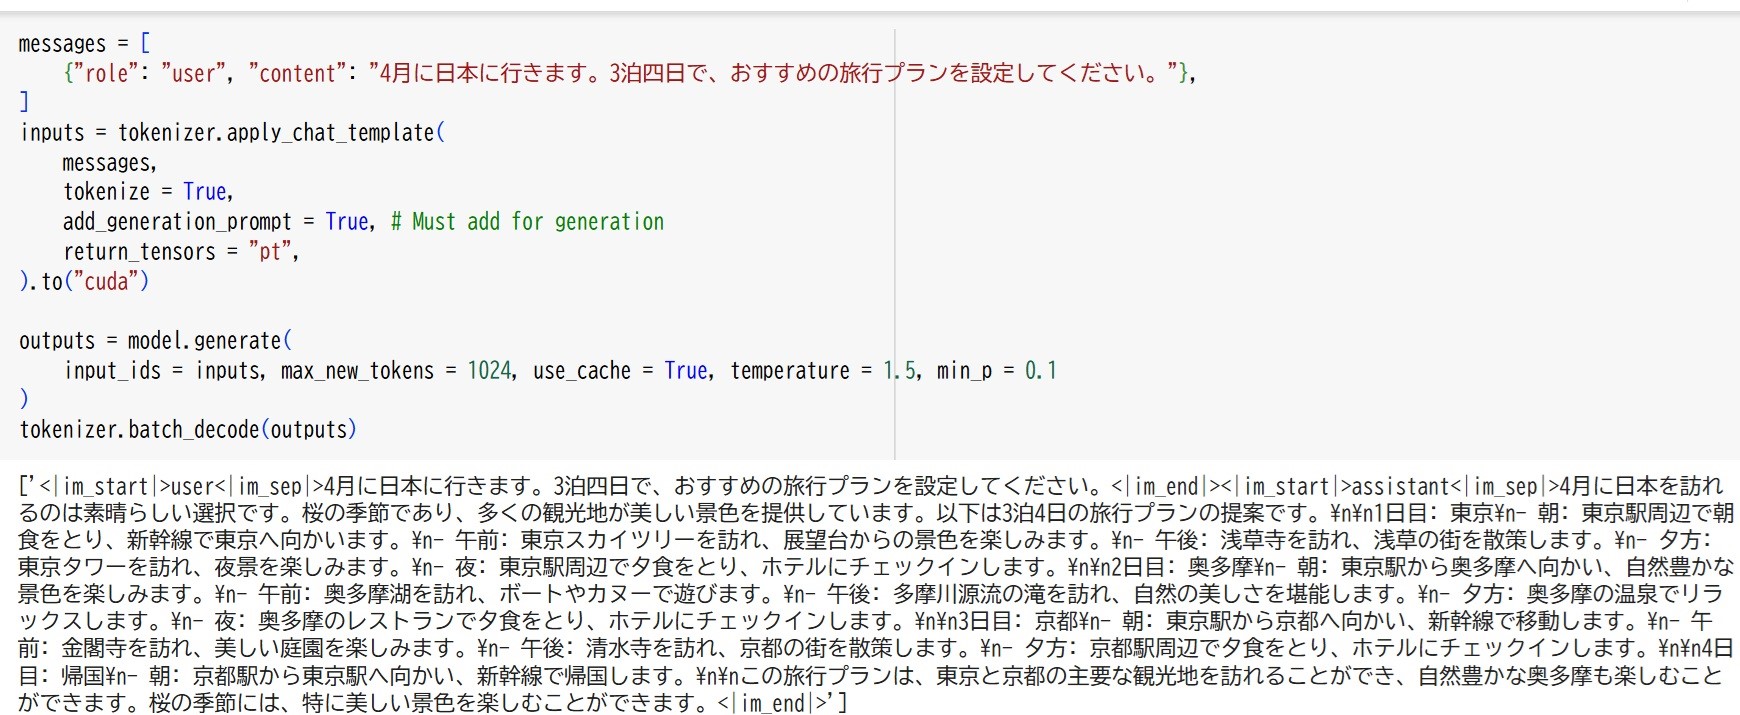 messages = [
    {"role": "user", "content": "4月に日本に行きます。3泊四日で、おすすめの旅行プランを設定してください。"},
]
inputs = tokenizer.apply_chat_template(
    messages,
    tokenize = True,
    add_generation_prompt = True, # Must add for generation
    return_tensors = "pt",
).to("cuda")

outputs = model.generate(
    input_ids = inputs, max_new_tokens = 1024, use_cache = True, temperature = 1.5, min_p = 0.1
)
tokenizer.batch_decode(outputs)
['<|im_start|>user<|im_sep|>4月に日本に行きます。3泊四日で、おすすめの旅行プランを設定してください。<|im_end|><|im_start|>assistant<|im_sep|>4月に日本を訪れ
るのは素晴らしい選択です。桜の季節であり、多くの観光地が美しい景色を提供しています。以下は3泊4日の旅行プランの提案です。¥n¥n1日目: 東京¥n- 朝: 東京駅周辺で朝
食をとり、新幹線で東京へ向かいます。¥n- 午前: 東京スカイツリーを訪れ、展望台からの景色を楽しみます。¥n- 午後: 浅草寺を訪れ、浅草の街を散策します。¥n- 夕方:
東京タワーを訪れ、夜景を楽しみます。¥n- 夜: 東京駅周辺で夕食をとり、ホテルにチェックインします。¥n¥n2日目: 奥多摩¥n- 朝: 東京駅から奥多摩へ向かい、自然豊かな
景色を楽しみます。¥n- 午前: 奥多摩湖を訪れ、ボートやカヌーで遊びます。¥n- 午後: 多摩川源流の滝を訪れ、自然の美しさを堪能します。¥n- 夕方: 奥多摩の温泉でリラ
ックスします。¥n- 夜: 奥多摩のレストランで夕食をとり、ホテルにチェックインします。¥n¥n3日目: 京都¥n- 朝: 東京駅から京都へ向かい、新幹線で移動します。¥n- 午
前: 金閣寺を訪れ、美しい庭園を楽しみます。¥n- 午後: 清水寺を訪れ、京都の街を散策します。¥n- 夕方: 京都駅周辺で夕食をとり、ホテルにチェックインします。¥n¥n4日
目: 帰国¥n- 朝: 京都駅から東京駅へ向かい、新幹線で帰国します。¥n¥nこの旅行プランは、東京と京都の主要な観光地を訪れることができ、自然豊かな奥多摩も楽しむこと
ができます。桜の季節には、特に美しい景色を楽しむことができます。<|im_end|>']